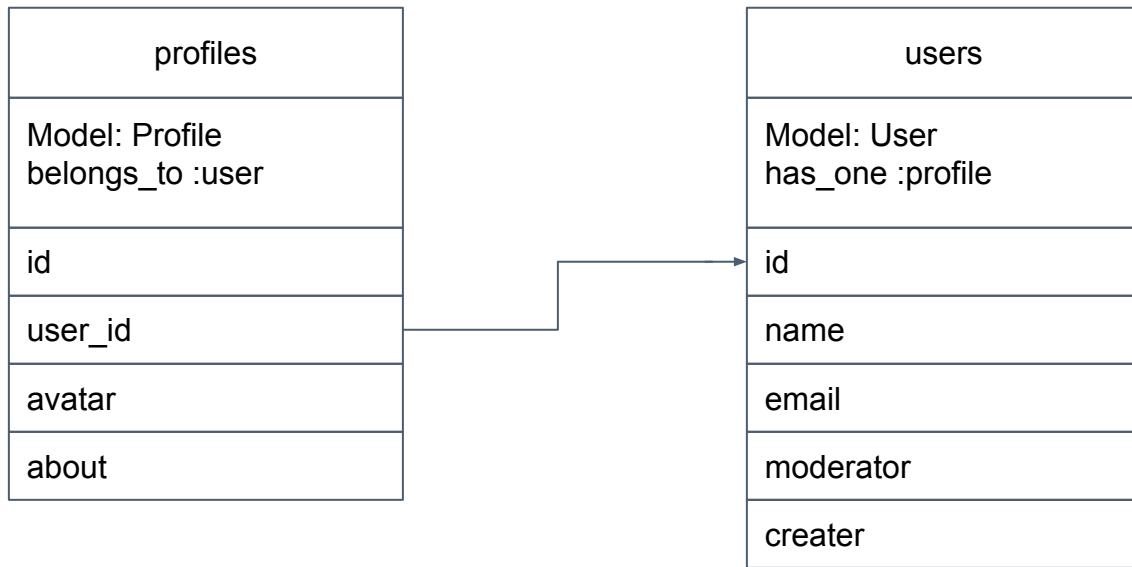 profiles
Model: Profile
belongs_to :user
id
user_id
avatar
about
users
Model: User
has_one :profile
id
name
email
moderator
creater